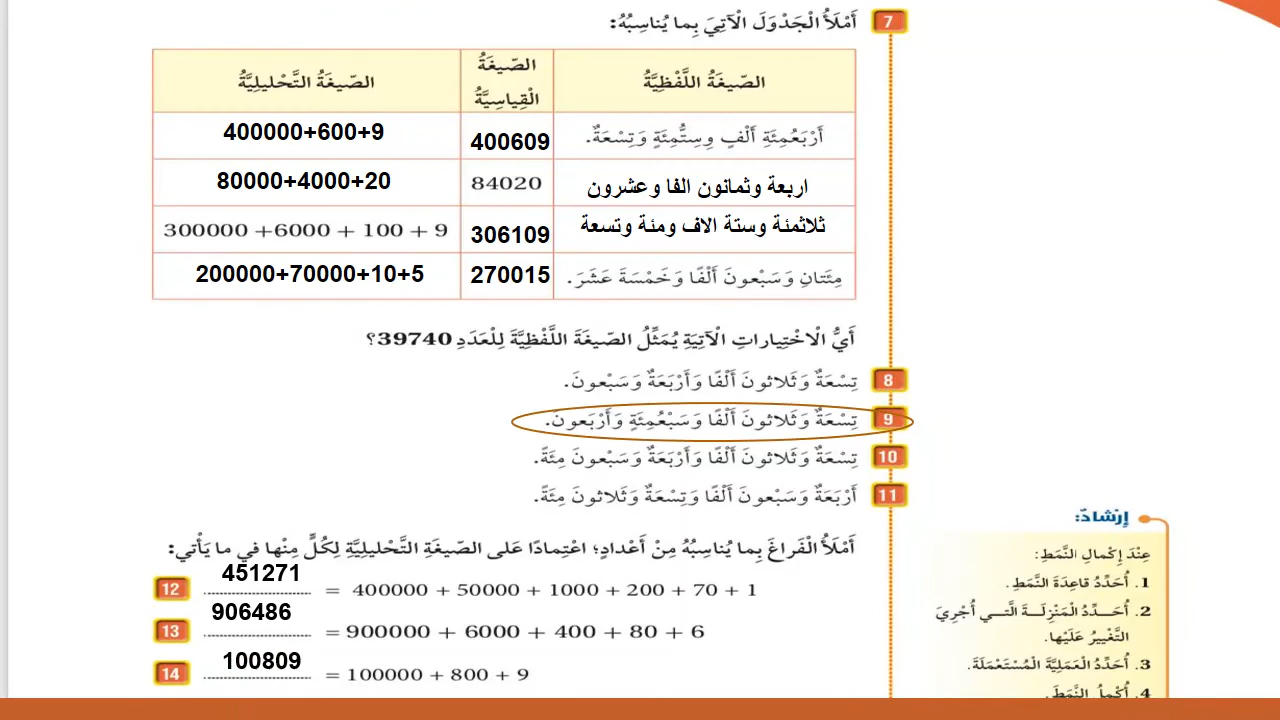 7 أَمْلَأُ الْجَدْوَلَ الْآتِيَ بِما يُناسِبُهُ:
الصّيغَةُ اللَّفْظِيَّةُ
الصّيغَةُ
الْقِياسِيَّةُ
الصّيغَةُ التَّحْليلِيَّةُ
أَرْبَعُمِئَةِ أَلْفٍ وِسِتُّمِئَةٍ وَتِسْعَةٌ.
400609
400000+600+9
اربعة وثمانون الفا وعشرون
84020
80000+4000+20
ثلاثمئة وستة الاف ومئة وتسعة
306109
300000 +6000 + 100 + 9
مِئَتانِ وَسَبْعونَ أَلْفًا وَخَمْسَةَ عَشَرَ.
270015
200000+70000+10+5
أَيُّ الْاخْتِياراتِ الْآتِيَةِ يُمَثِّلُ الصّيغَةَ اللَّفْظِيَّةَ لِلْعَدَدِ 39740؟
8 تِسْعَةٌ وَثَلاثونَ أَلْفًا وَأَرْبَعَةٌ وَسَبْعونَ.
9 تِسْعَةٌ وَثَلاثونَ أَلْفًا وَسَبْعُمِئَةٍ وَأَرْبَعونَ.
10 تِسْعَةٌ وَثَلاثونَ أَلْفًا وَأَرْبَعَةٌ وَسَبعونَ مِئَةً.
11 أَرْبَعَةٌ وَسَبْعونَ أَلْفًا وَتِسْعَةٌ وَثَلاثونَ مِئَةً.
أَمْلَأُ الْفَراغَ بِما يُناسِبُهُ مِنْ أَعْدادٍ؛ اعْتِمادًا عَلى الصّيغَةِ التَّحْليلِيَّةِ لِكُلٍّ مِنْها في ما يَأْتي:
12 451271 = 400000 + 50000 + 1000 + 200 + 70 + 1
13 906486 = 900000 + 6000 + 400 + 80 + 6
14 100809 = 100000 + 800 + 9
إِرْشادٌ:
عِنْدَ إِكْمالِ النَّمَطِ:
1. أُحَدِّدُ قاعِدَةَ النَّمَطِ.
2. أُحَـــدِّدُ الْمَنْزِلَـــةَ الَّتـــي أُجْرِيَ
التَّغْييرُ عَلَيْها.
3. أُحَدِّدُ الْعَمَلِيَّةَ الْمُسْتَعْمَلَةَ.
4. أُكْمِلُ النَّمَطَ.